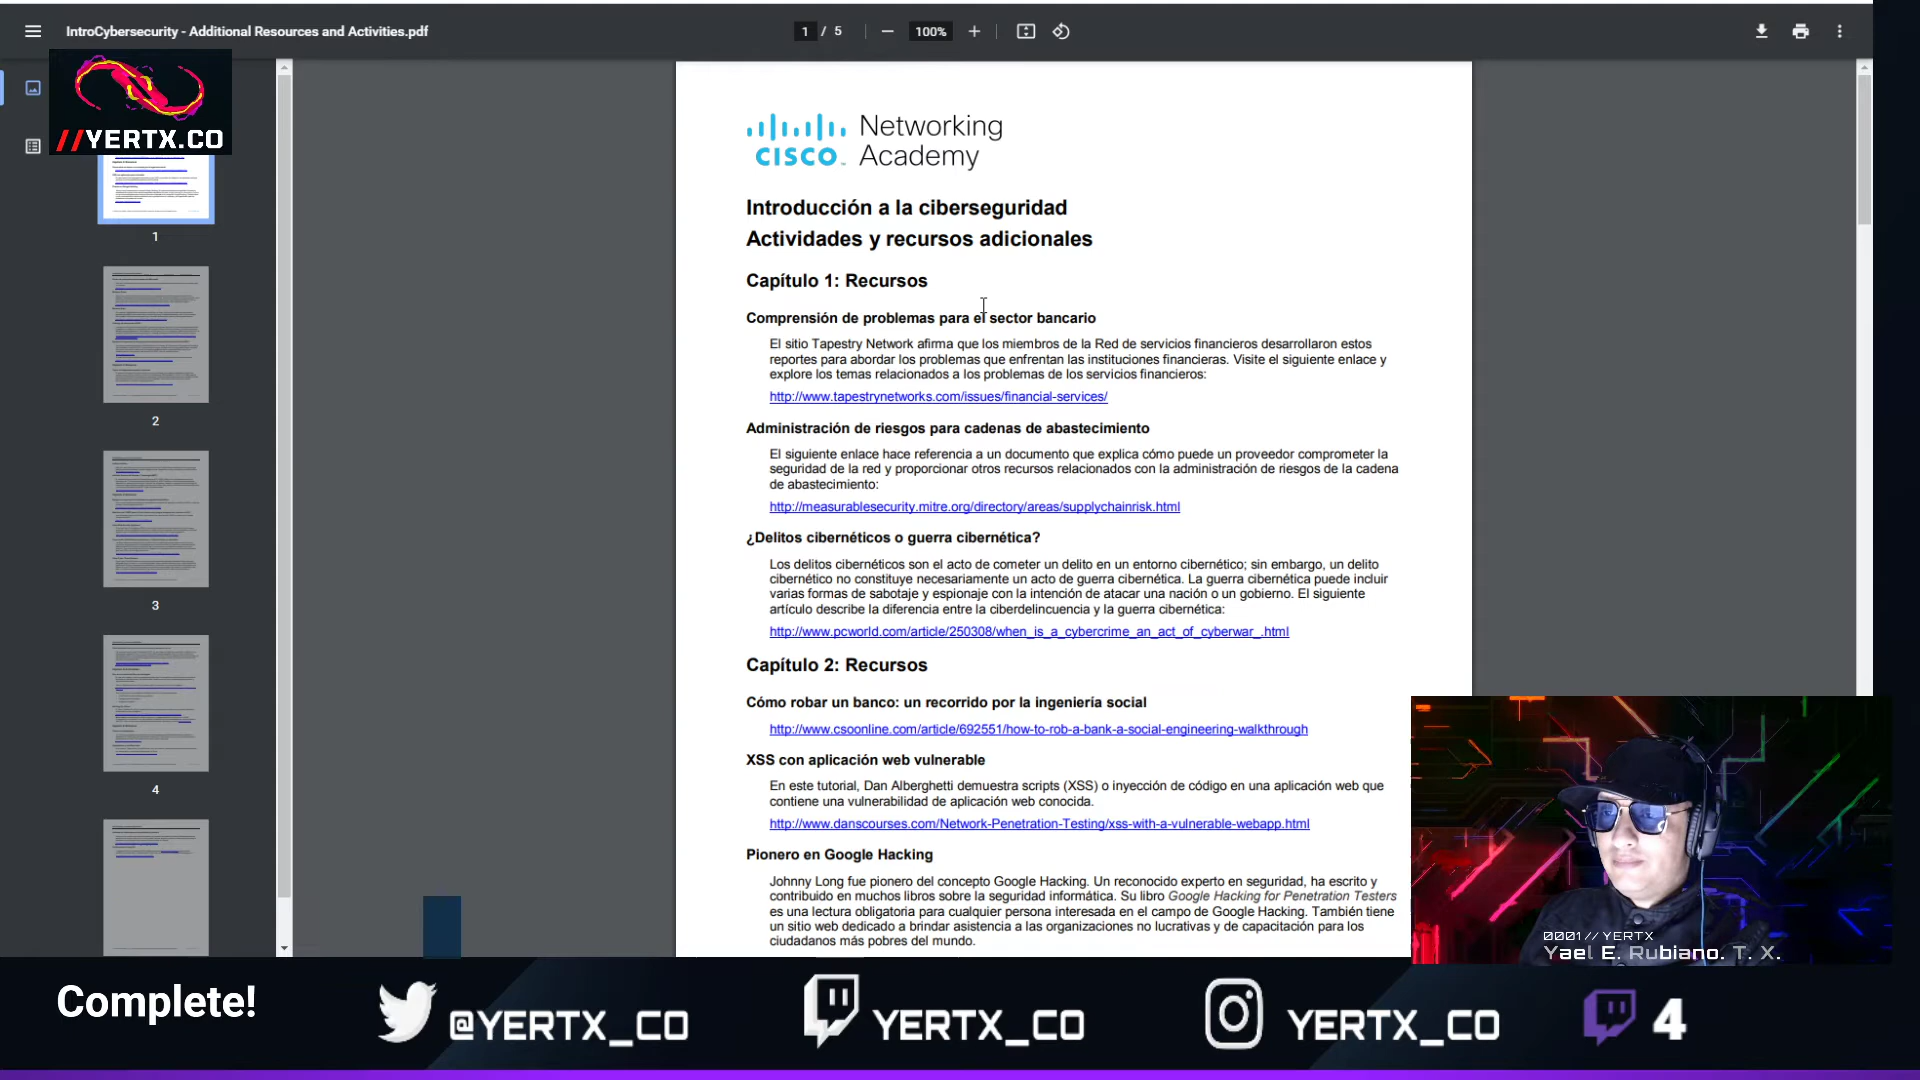 IntroCybersecurity - Additional Resources and Activities.pdf
1 / 5
100%
//YERTX.CO
1
2
3
4
CISCO Networking Academy
Introducción a la ciberseguridad
Actividades y recursos adicionales
Capítulo 1: Recursos
Comprensión de problemas para el sector bancario
El sitio Tapestry Network afirma que los miembros de la Red de servicios financieros desarrollaron estos
reportes para abordar los problemas que enfrentan las instituciones financieras. Visite el siguiente enlace y
explore los temas relacionados a los problemas de los servicios financieros:
http://www.tapestrynetworks.com/issues/financial-services/
Administración de riesgos para cadenas de abastecimiento
El siguiente enlace hace referencia a un documento que explica cómo puede un proveedor comprometer la
seguridad de la red y proporcionar otros recursos relacionados con la administración de riesgos de la cadena
de abastecimiento:
http://measurablesecurity.mitre.org/directory/areas/supplychainrisk.html
¿Delitos cibernéticos o guerra cibernética?
Los delitos cibernéticos son el acto de cometer un delito en un entorno cibernético; sin embargo, un delito
cibernético no constituye necesariamente un acto de guerra cibernética. La guerra cibernética puede incluir
varias formas de sabotaje y espionaje con la intención de atacar una nación o un gobierno. El siguiente
artículo describe la diferencia entre la ciberdelincuencia y la guerra cibernética:
http://www.pcworld.com/article/250308/when_is_a_cybercrime_an_act_of_cyberwar_.html
Capítulo 2: Recursos
Cómo robar un banco: un recorrido por la ingeniería social
http://www.csoonline.com/article/692551/how-to-rob-a-bank-a-social-engineering-walkthrough
XSS con aplicación web vulnerable
En este tutorial, Dan Alberghetti demuestra scripts (XSS) o inyección de código en una aplicación web que
contiene una vulnerabilidad de aplicación web conocida.
http://www.danscourses.com/Network-Penetration-Testing/xss-with-a-vulnerable-webapp.html
Pionero en Google Hacking
Johnny Long fue pionero del concepto Google Hacking. Un reconocido experto en seguridad, ha escrito y
contribuido en muchos libros sobre la seguridad informática. Su libro Google Hacking for Penetration Testers
es una lectura obligatoria para cualquier persona interesada en el campo de Google Hacking. También tiene
un sitio web dedicado a brindar asistencia a las organizaciones no lucrativas y de capacitación para los
ciudadanos más pobres del mundo.
0001 // YERTX
Yael E. Rubiano. T. X.
Complete!
@YERTX_CO
YERTX_CO
YERTX_CO
4